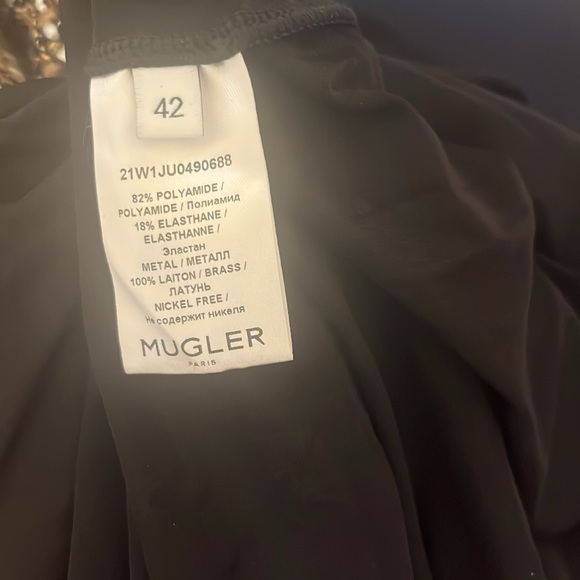 42
21W1JU0490688
82% POLYAMIDE /
POLYAMIDE / Полиамид
18% ELASTHANE /
ELASTHANNE /
Эластан
METAL / МЕТАЛЛ
100% LAITON / BRASS /
ЛАТУНЬ
NICKEL FREE /
Не содержит никеля
MUGLER
PARIS